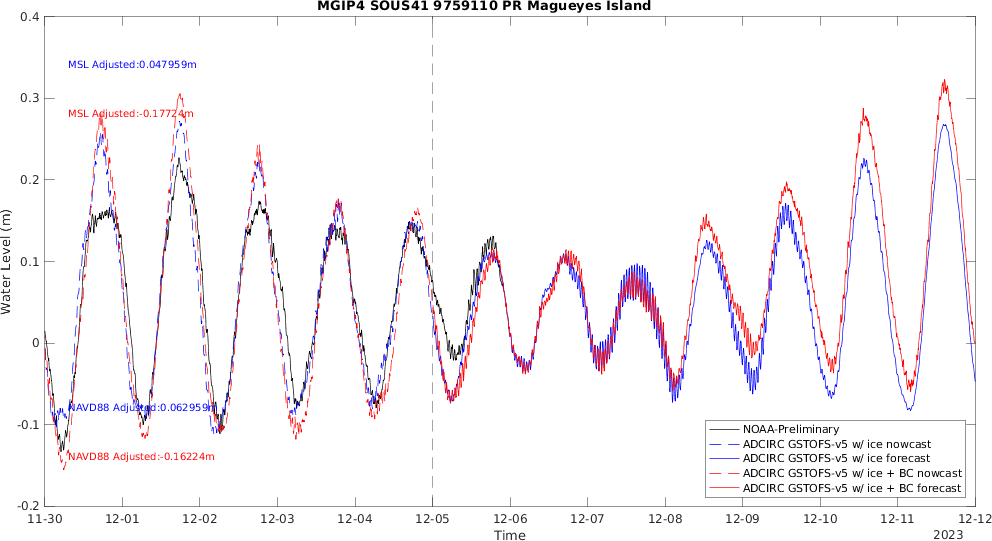 MGIP4 SOUS41 9759110 PR Magueyes Island
0.4
MSL Adjusted:0.047959m
0.3
MSL Adjusted:-0.17724m
0.2
Water Level (m)
0.1
0
NAVD88 Adjusted:0.062959m
-0.1
NAVD88 Adjusted:-0.16224m
-0.2
NOAA-Preliminary
ADCIRC GSTOFS-v5 w/ ice nowcast
ADCIRC GSTOFS-v5 w/ ice forecast
ADCIRC GSTOFS-v5 w/ ice + BC nowcast
ADCIRC GSTOFS-v5 w/ ice + BC forecast
11-30 12-01 12-02 12-03 12-04 12-05 12-06 12-07 12-08 12-09 12-10 12-11 12-12
Time
2023